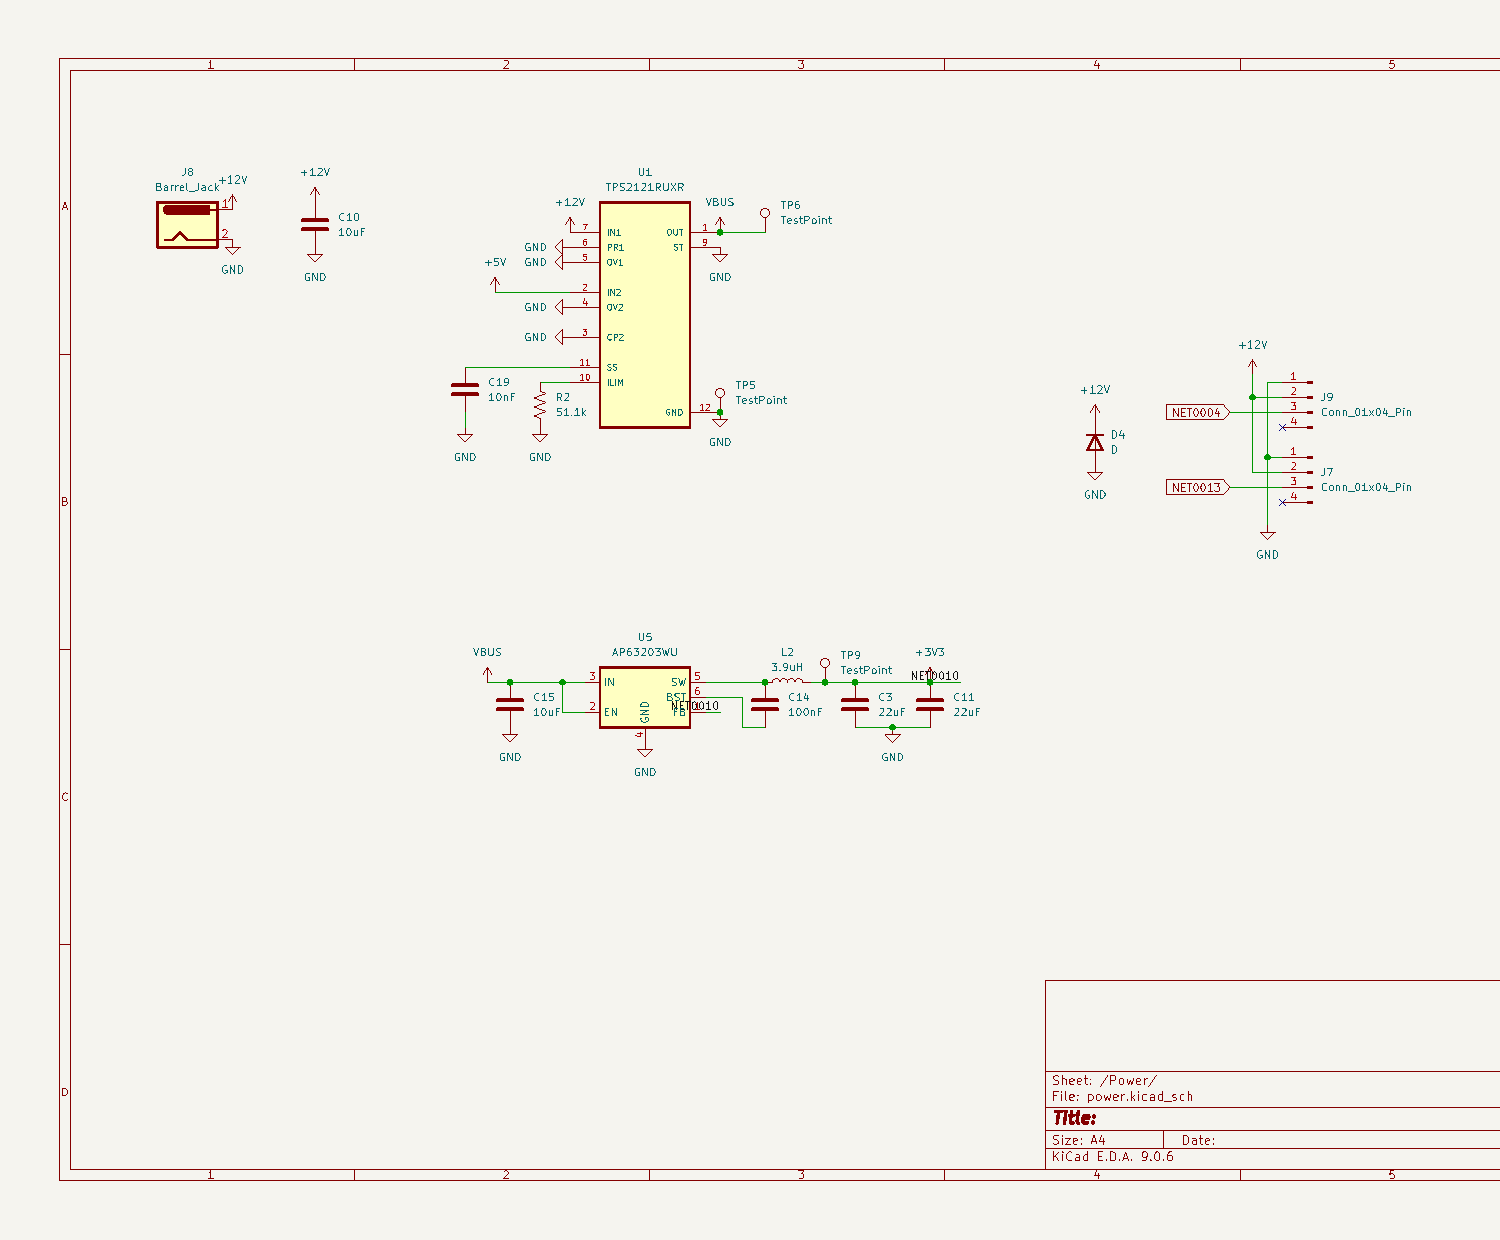 1 2 3 4 5
A
B
C
D
J8
Barrel_Jack
+12V
1
2
GND
+12V
C10
10uF
GND
U1
TPS2121RUXR
+12V
7 IN1
GND 6 PR1
GND 5 OV1
+5V
2 IN2
GND 4 OV2
GND 3 CP2
11 SS
10 ILIM
OUT 1
ST 9
GND 12
VBUS
TP6
TestPoint
GND
C19
10nF
GND
R2
51.1k
GND
TP5
TestPoint
GND
+12V
D4
D
GND
+12V
1
2 J9
NET0004 3 Conn_01x04_Pin
4
1
2 J7
NET0013 3 Conn_01x04_Pin
4
GND
U5
AP63203WU
VBUS
3 IN
2 EN
SW 5
BST 6
FB
NET0010
GND
4
GND
C15
10uF
GND
L2
3.9uH
C14
100nF
TP9
TestPoint
+3V3
NET0010
C3
22uF
C11
22uF
GND
Sheet: /Power/
File: power.kicad_sch
Title:
Size: A4 Date:
KiCad E.D.A. 9.0.6
1 2 3 4 5